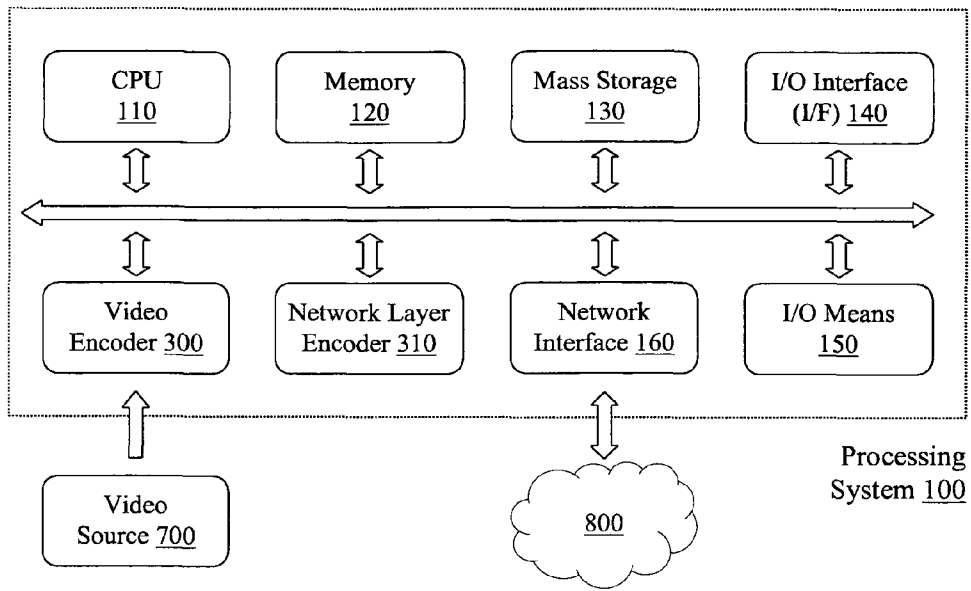 CPU
110
Memory
120
Mass Storage
130
I/O Interface
(I/F) 140
Video
Encoder 300
Network Layer
Encoder 310
Network
Interface 160
I/O Means
150
Video
Source 700
800
Processing
System 100